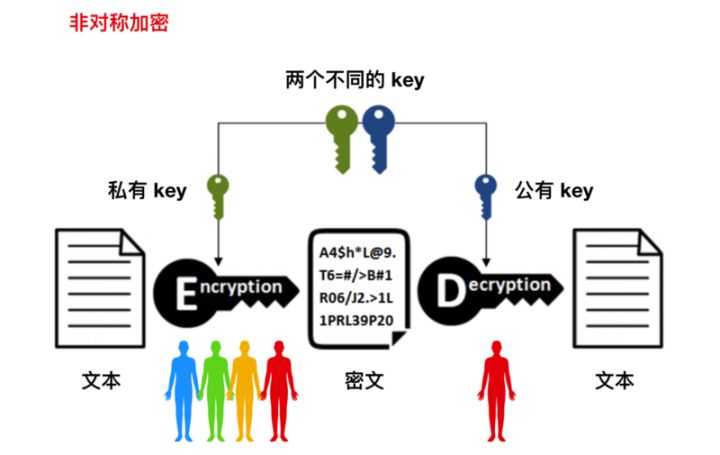 非对称加密
两个不同的 key
私有 key
公有 key
Encryption
A4$h*L@9.
T6=#/>B#1
R06/J2.>1L
1PRL39P20
Decryption
文本
密文
文本